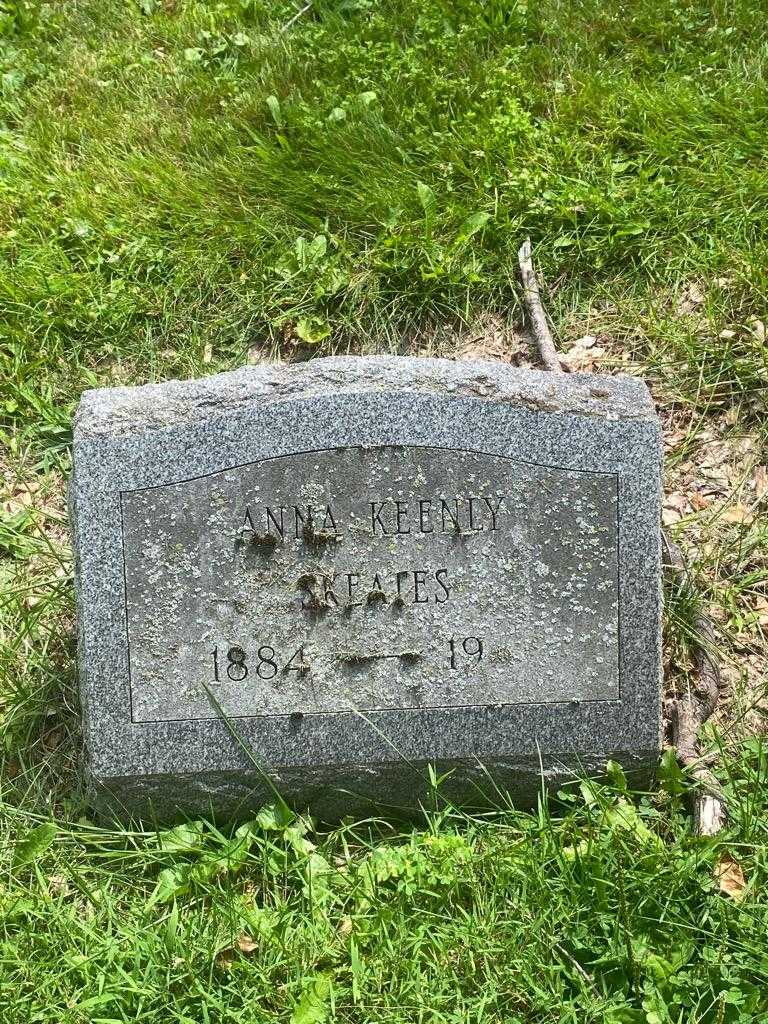 ANNA KEENLY
SKEATES
1884 — 19